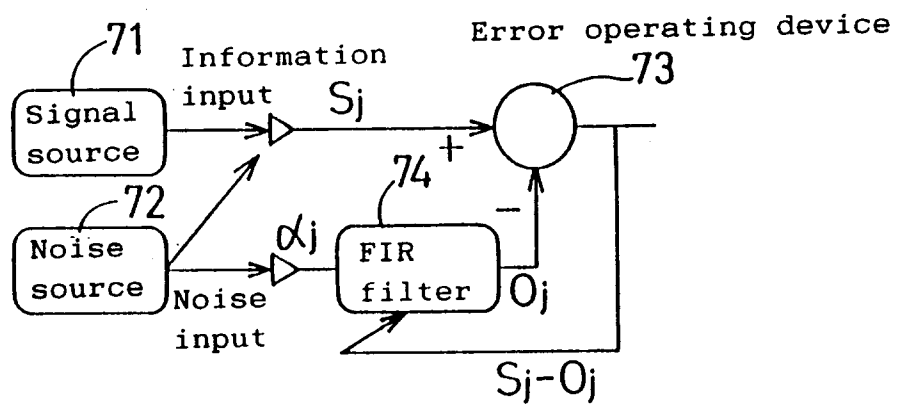 Error operating device
71
Information
input
Sj
73
Signal
source
+
72
74
−
αj
Noise
source
FIR
filter
Oj
Noise
input
Sj−Oj